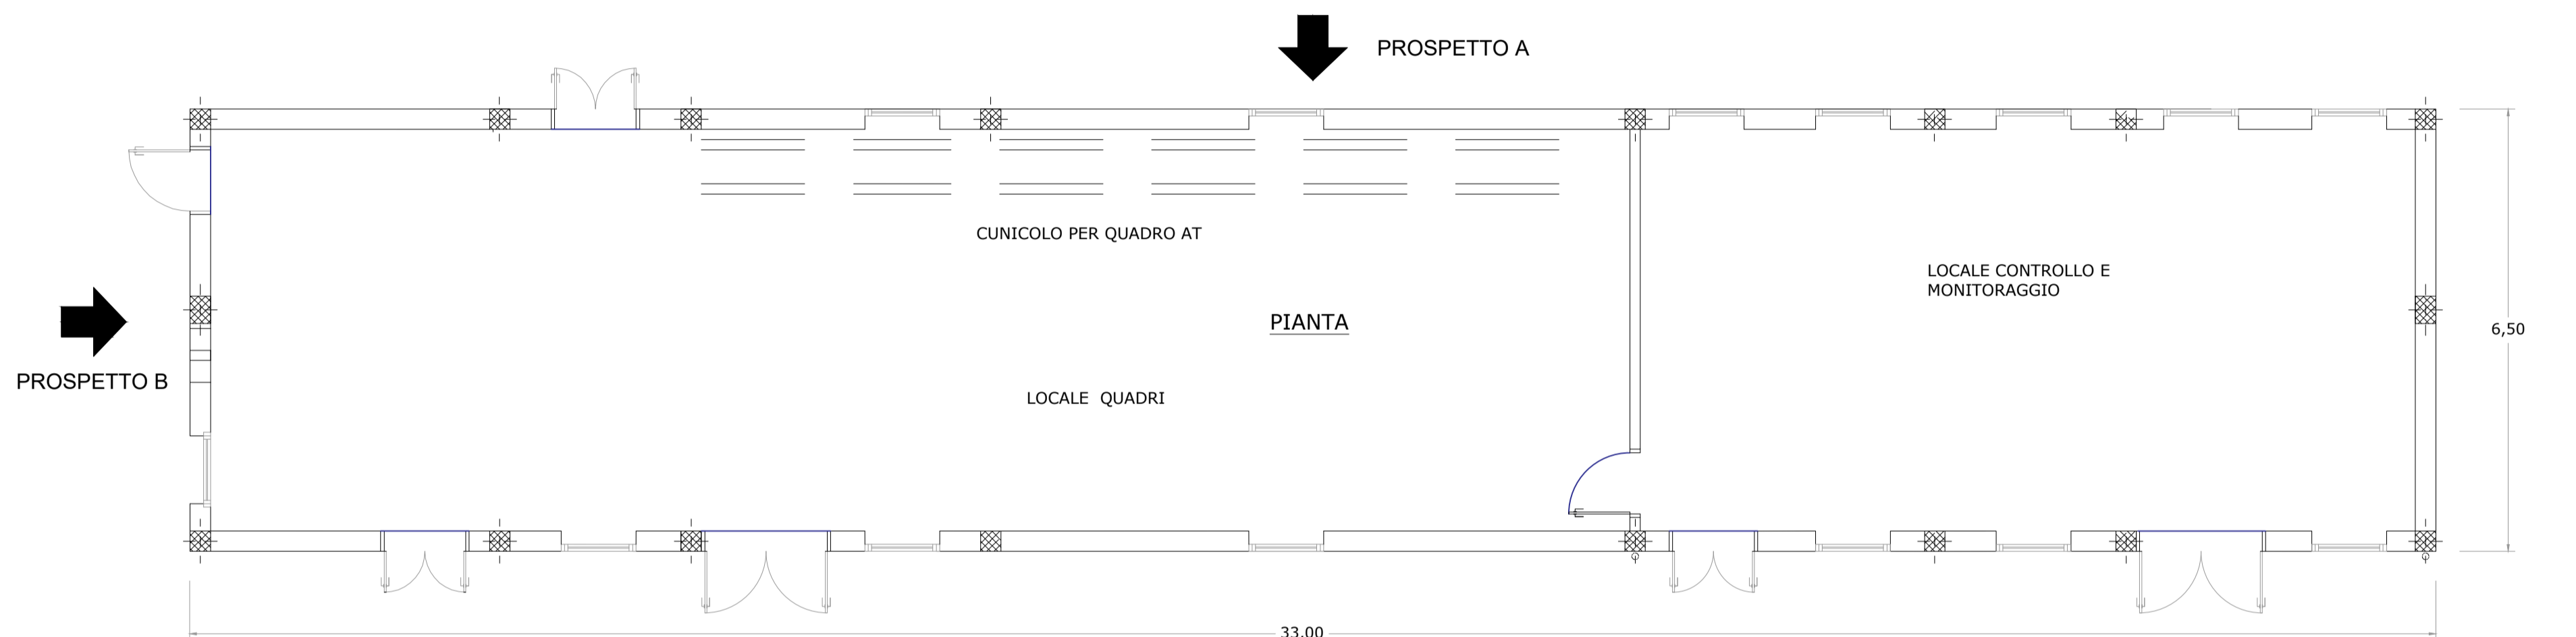 PROSPETTO A
CUNICOLO PER QUADRO AT
LOCALE CONTROLLO E
MONITORAGGIO
PIANTA
6,50
PROSPETTO B
LOCALE QUADRI
33,00